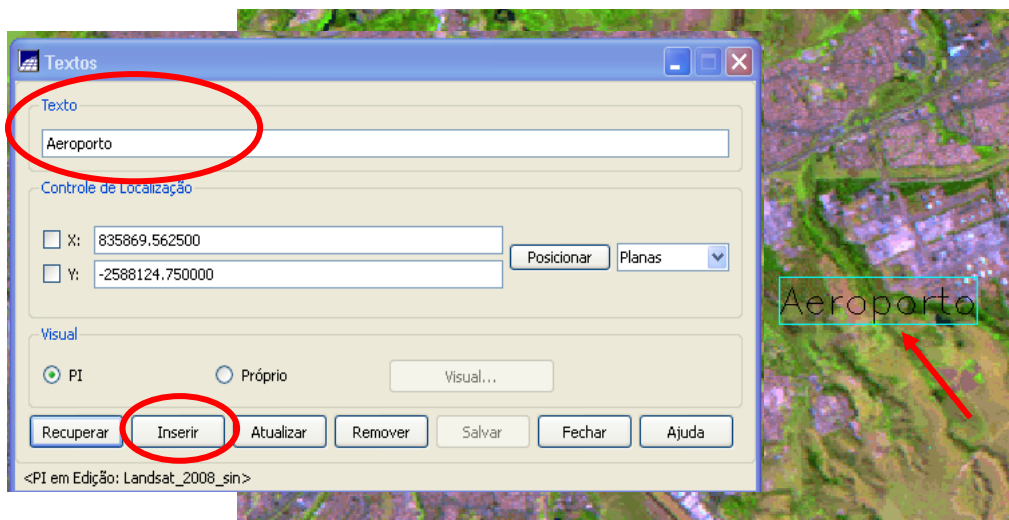 Textos
Texto
Aeroporto
Controle de Localização
X: 835869.562500
Y: -2588124.750000
Posicionar Planas
Aeroporto
Visual
PI Próprio Visual...
Recuperar Inserir Atualizar Remover Salvar Fechar Ajuda
<PI em Edição: Landsat_2008_sin>